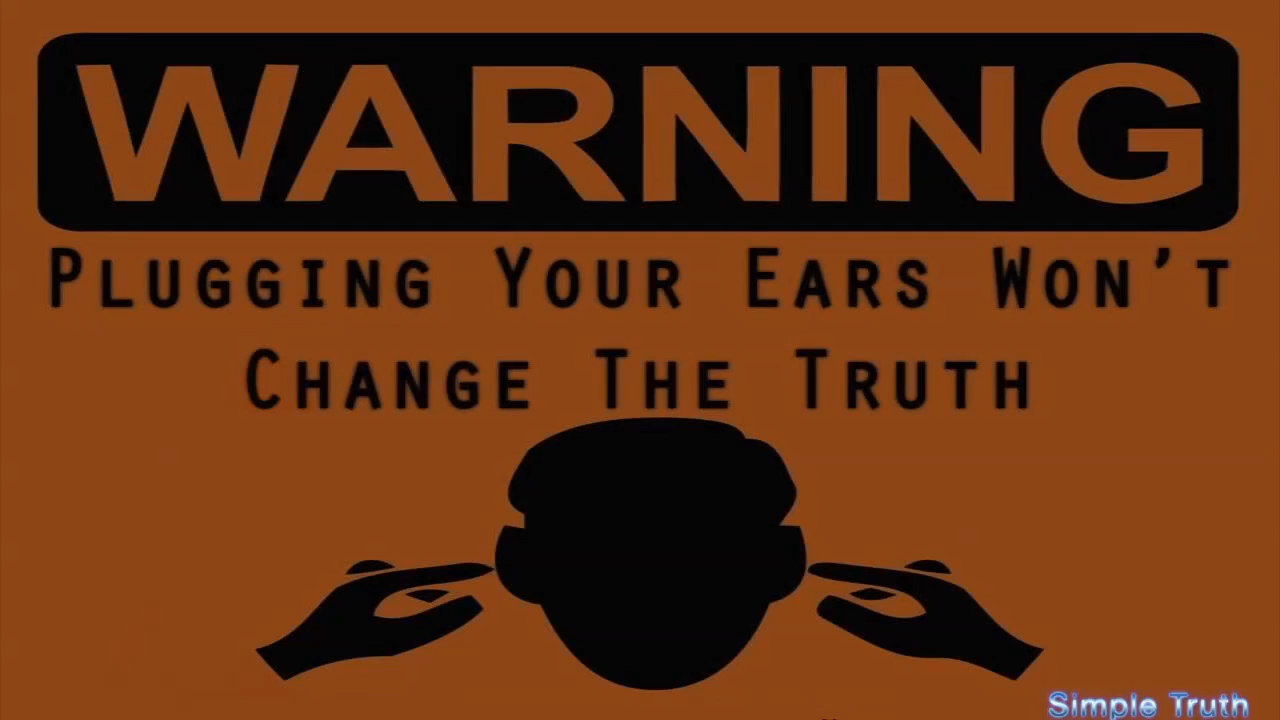 WARNING
Plugging Your Ears Won't
Change The Truth
Simple Truth